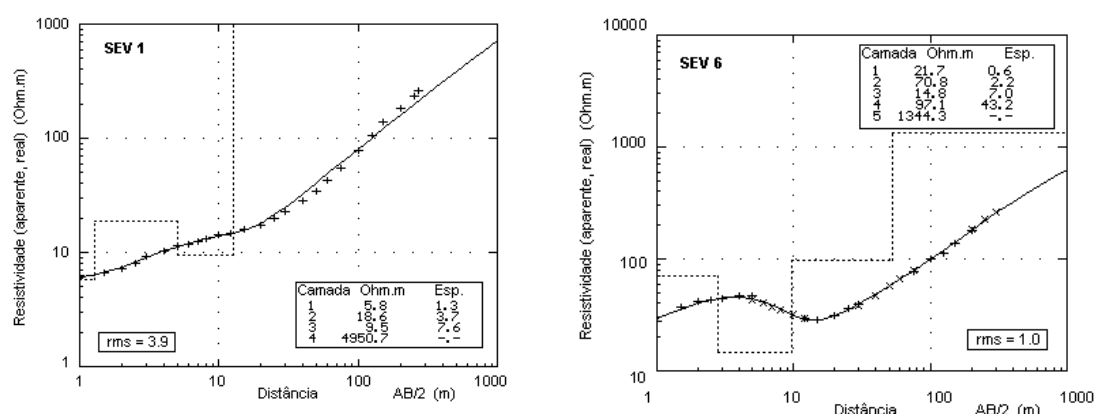 SEV 1
Resistividade (aparente, real) (Ohm.m)
1000
100
10
1
Camada Ohm.m Esp.
1 5.8 1.3
2 18.6 3.7
3 9.5 7.6
4 4950.7 -.-
rms = 3.9
1 10 100 1000
Distância AB/2 (m)
SEV 6
Resistividade (aparente, real) (Ohm.m)
10000
1000
100
10
Camada Ohm.m Esp.
1 21.7 0.6
2 70.8 2.2
3 14.8 7.0
4 97.1 43.2
5 1344.3 -.-
rms = 1.0
1 10 100 1000
Distância AB/2 (m)